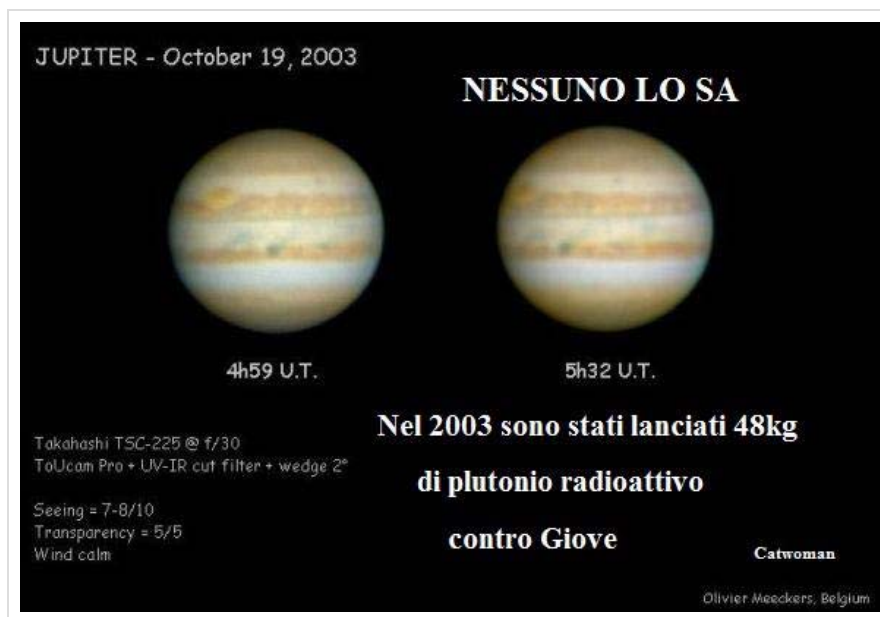 JUPITER - October 19, 2003
NESSUNO LO SA
4h59 U.T.
5h32 U.T.
Nel 2003 sono stati lanciati 48kg
di plutonio radioattivo
contro Giove
Takahashi TSC-225 @ f/30
ToUcam Pro + UV-IR cut filter + wedge 2°
Seeing = 7-8/10
Transparency = 5/5
Wind calm
Catwoman
Olivier Meeckers, Belgium